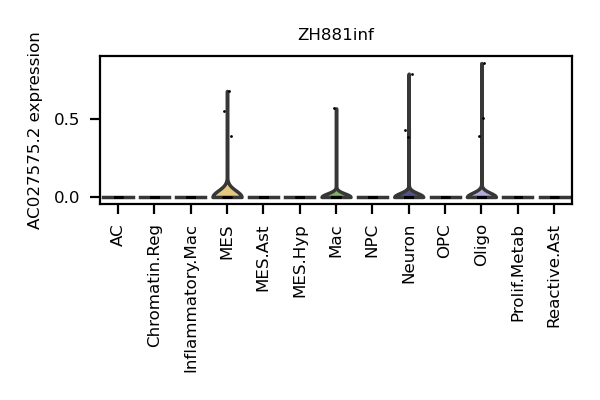 ZH881inf
AC027575.2 expression
0.5
0.0
AC
Chromatin.Reg
Inflammatory.Mac
MES
MES.Ast
MES.Hyp
Mac
NPC
Neuron
OPC
Oligo
Prolif.Metab
Reactive.Ast